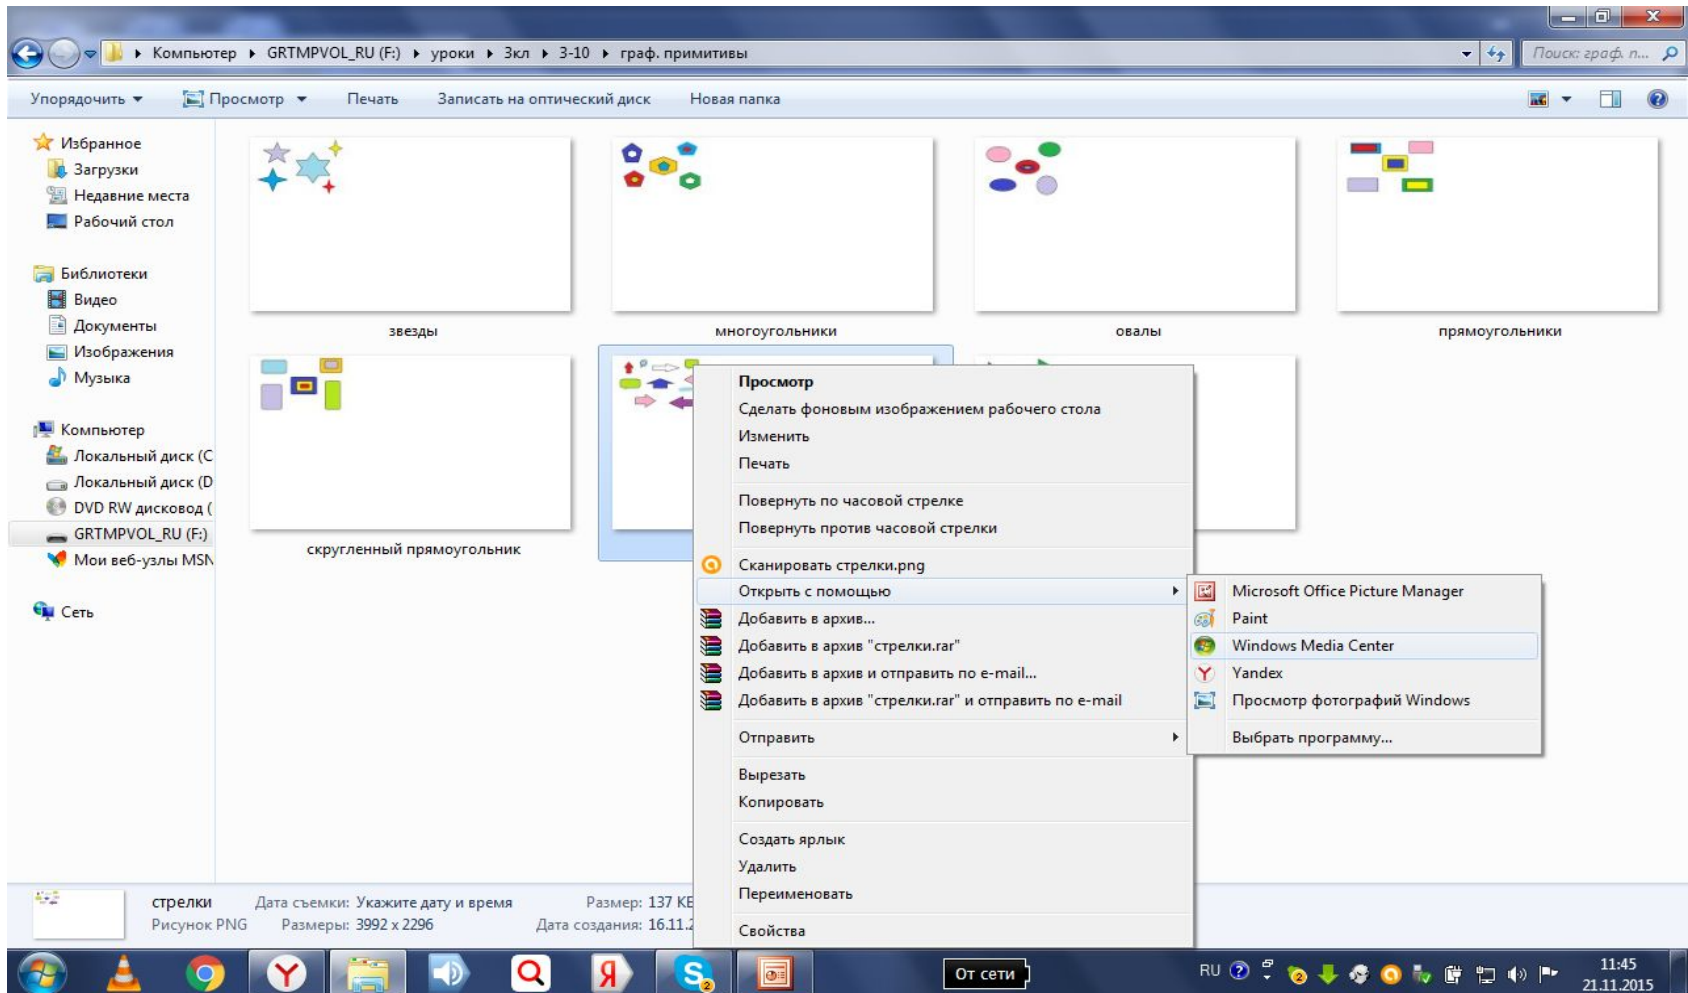 Компьютер ▸ GRTMPVOL_RU (F:) ▸ уроки ▸ 3кл ▸ 3-10 ▸ граф. примитивы
Поиск: граф. п...
Упорядочить Просмотр Печать Записать на оптический диск Новая папка
Избранное
Загрузки
Недавние места
Рабочий стол
Библиотеки
Видео
Документы
Изображения
Музыка
Компьютер
Локальный диск (C
Локальный диск (D
DVD RW дисковод (
GRTMPVOL_RU (F:)
Мои веб-узлы MSN
Сеть
звезды многоугольники овалы прямоугольники
скругленный прямоугольник
Просмотр
Сделать фоновым изображением рабочего стола
Изменить
Печать
Повернуть по часовой стрелке
Повернуть против часовой стрелки
Сканировать стрелки.png
Открыть с помощью
Добавить в архив...
Добавить в архив "стрелки.rar"
Добавить в архив и отправить по e-mail...
Добавить в архив "стрелки.rar" и отправить по e-mail
Отправить
Вырезать
Копировать
Создать ярлык
Удалить
Переименовать
Свойства
Microsoft Office Picture Manager
Paint
Windows Media Center
Yandex
Просмотр фотографий Windows
Выбрать программу...
стрелки Дата съемки: Укажите дату и время Размер: 137 КБ
Рисунок PNG Размеры: 3992 x 2296 Дата создания: 16.11.2
От сети
RU
11:45
21.11.2015